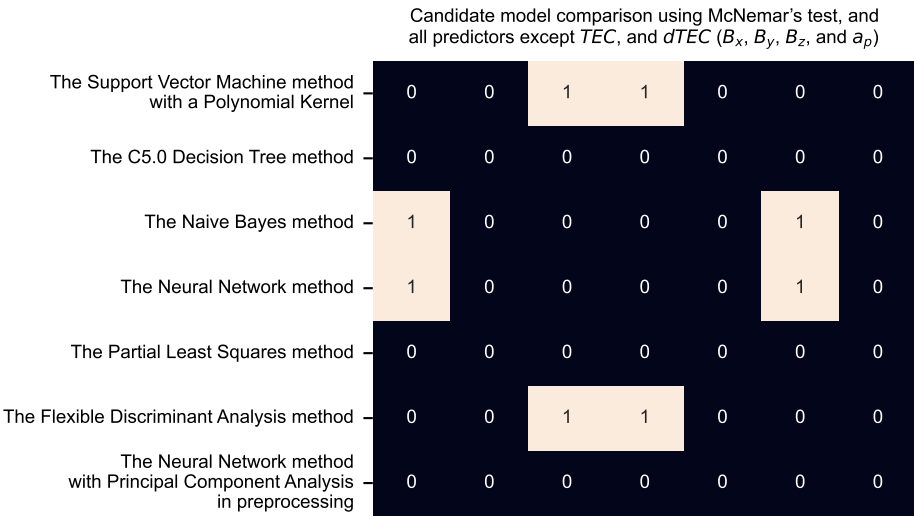 Candidate model comparison using McNemar’s test, and
all predictors except TEC, and dTEC (Bx, By, Bz, and ap)
The Support Vector Machine method
with a Polynomial Kernel
0 0 1 1 0 0 0
The C5.0 Decision Tree method
0 0 0 0 0 0 0
The Naive Bayes method
1 0 0 0 0 1 0
The Neural Network method
1 0 0 0 0 1 0
The Partial Least Squares method
0 0 0 0 0 0 0
The Flexible Discriminant Analysis method
0 0 1 1 0 0 0
The Neural Network method
with Principal Component Analysis
in preprocessing
0 0 0 0 0 0 0